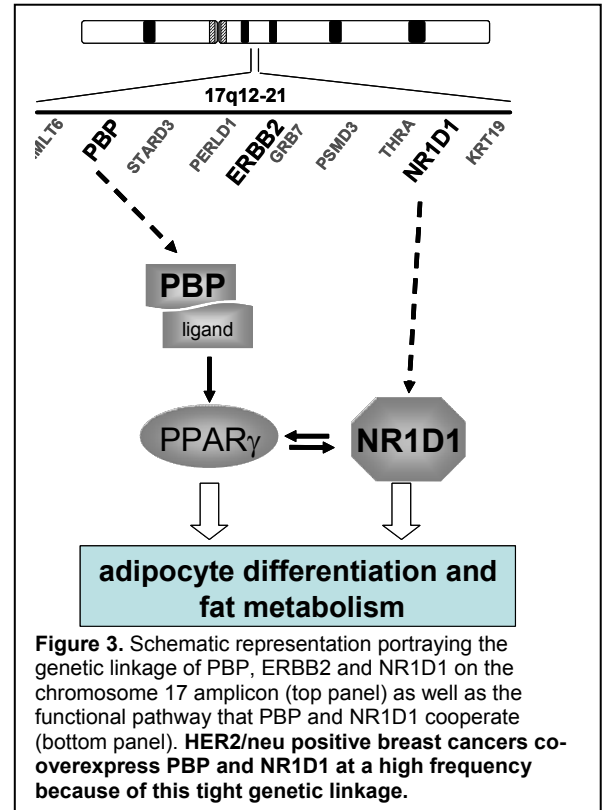 17q12-21
MLT6 PBP STARD3 PERLD1 ERBB2 GRB7 PSMD3 THRA NR1D1 KRT19
PBP
ligand
PPARγ
NR1D1
adipocyte differentiation and
fat metabolism
Figure 3. Schematic representation portraying the
genetic linkage of PBP, ERBB2 and NR1D1 on the
chromosome 17 amplicon (top panel) as well as the
functional pathway that PBP and NR1D1 cooperate
(bottom panel). HER2/neu positive breast cancers co-
overexpress PBP and NR1D1 at a high frequency
because of this tight genetic linkage.